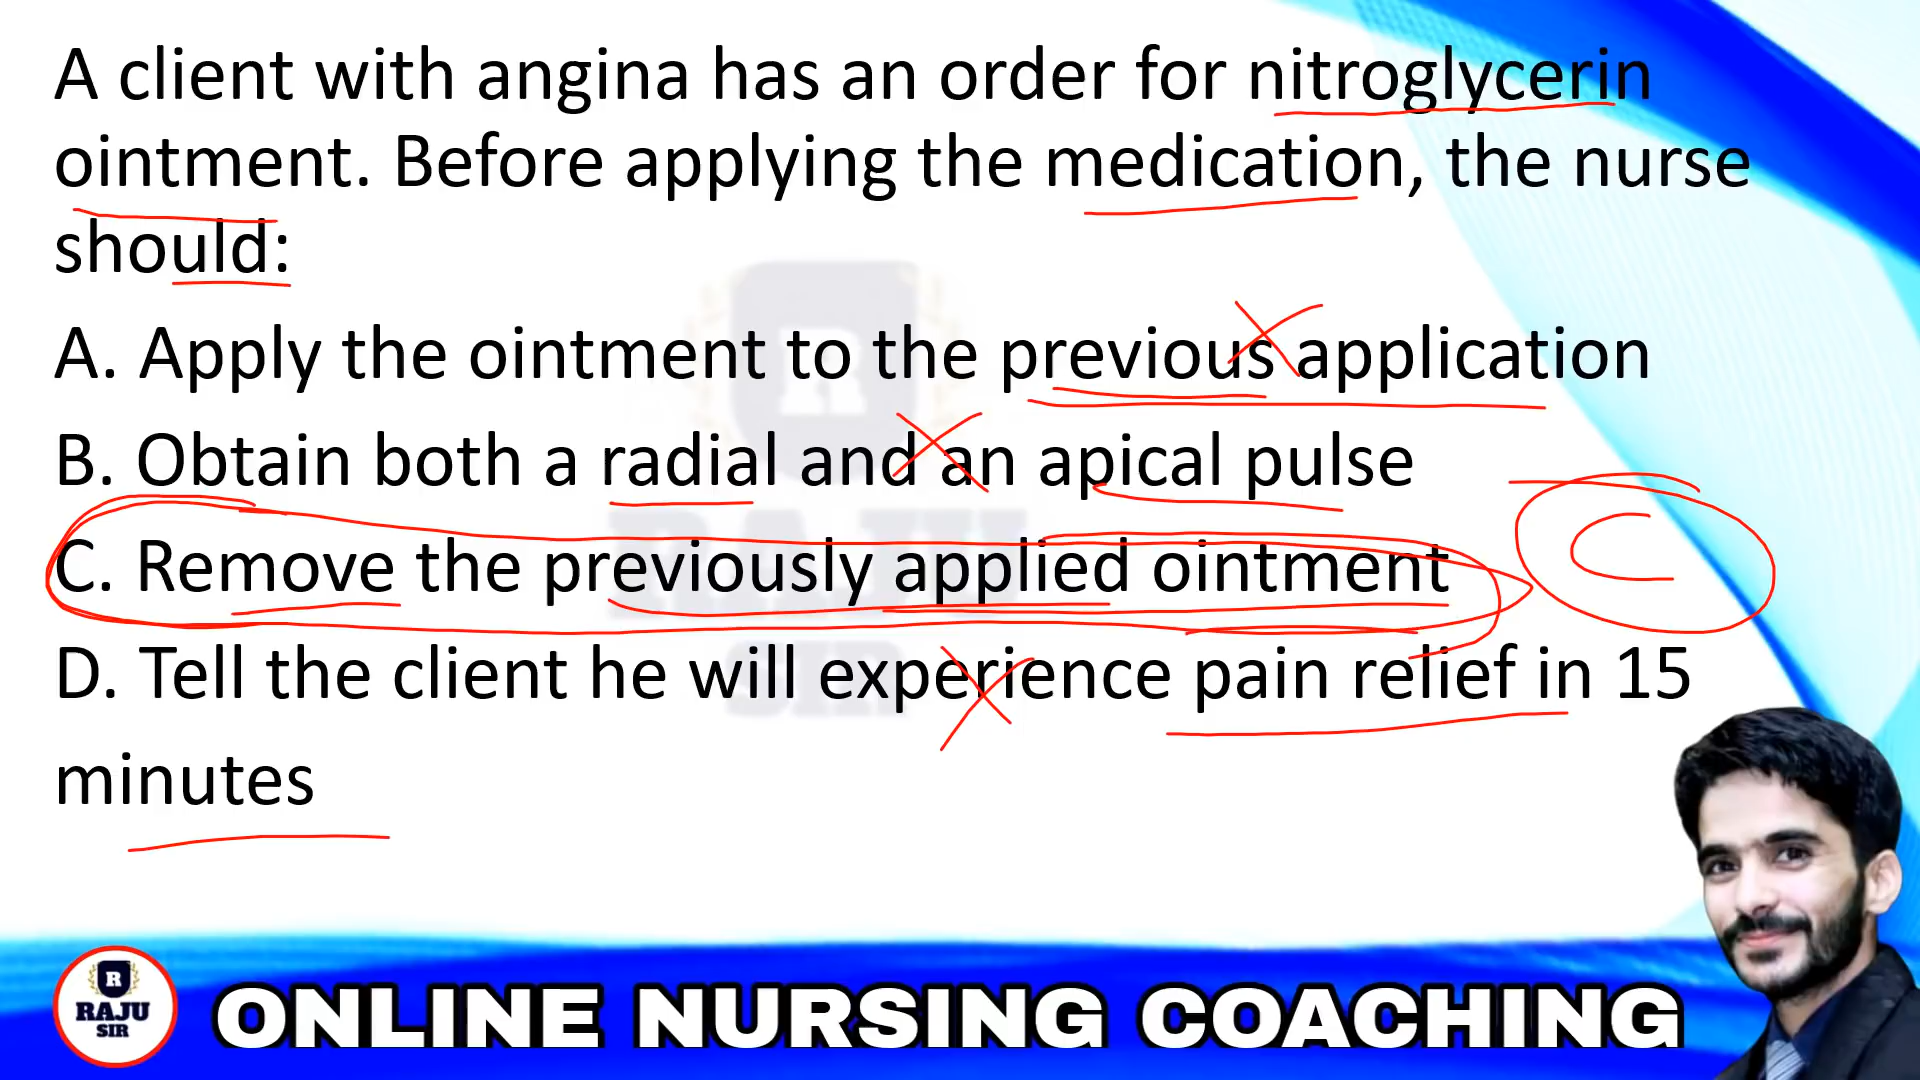 A client with angina has an order for nitroglycerin
ointment. Before applying the medication, the nurse
should:
A. Apply the ointment to the previous application
B. Obtain both a radial and an apical pulse
C. Remove the previously applied ointment
C
D. Tell the client he will experience pain relief in 15
minutes
R
RAJU
SIR
R
RAJU
SIR
ONLINE NURSING COACHING